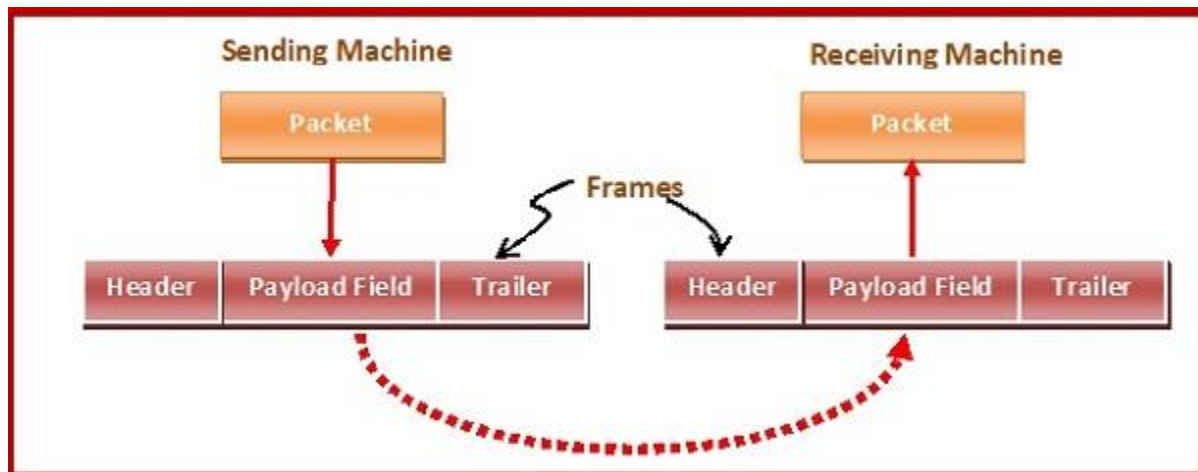 Sending Machine
Receiving Machine
Packet
Packet
Frames
Header Payload Field Trailer
Header Payload Field Trailer